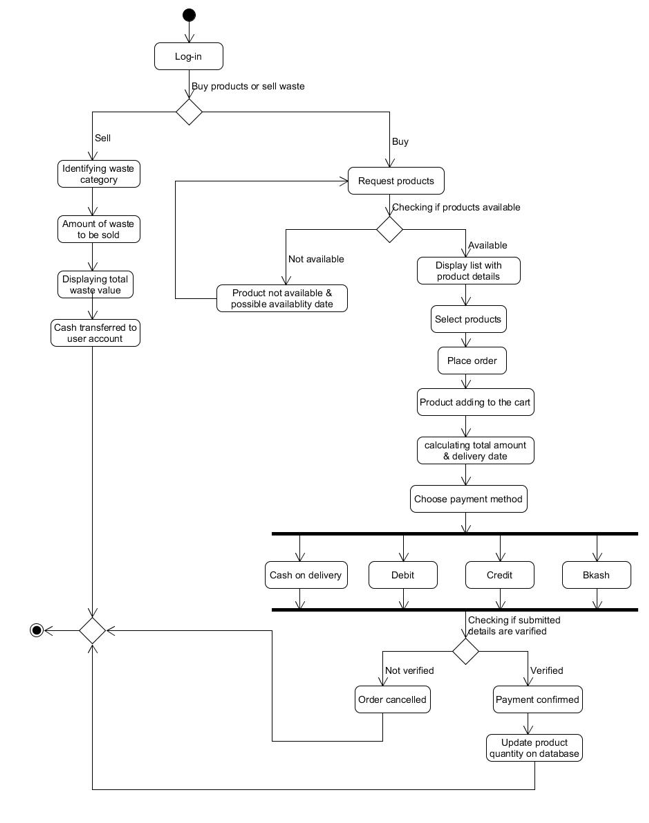 Log-in
Buy products or sell waste
Sell
Buy
Identifying waste
category
Request products
Checking if products available
Amount of waste
to be sold
Not available
Available
Displaying total
waste value
Product not available &
possible availablity date
Display list with
product details
Cash transferred to
user account
Select products
Place order
Product adding to the cart
calculating total amount
& delivery date
Choose payment method
Cash on delivery
Debit
Credit
Bkash
Checking if submitted
details are varified
Not verified
Verified
Order cancelled
Payment confirmed
Update product
quantity on database